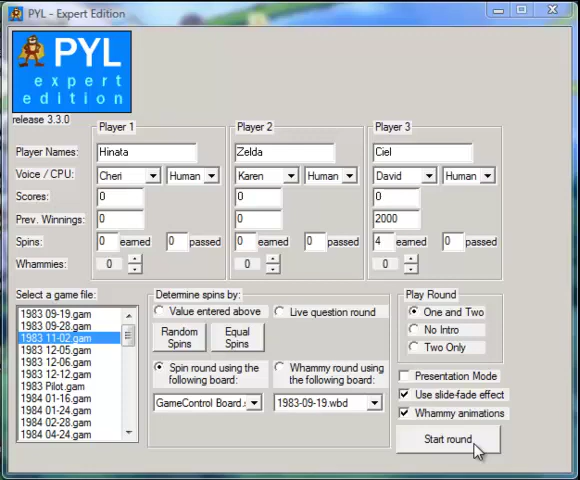 PYL - Expert Edition
PYL
expert
edition
release 3.3.0
Player 1
Player 2
Player 3
Player Names: Hinata Zelda Ciel
Voice / CPU: Cheri Human Karen Human David Human
Scores: 0 0 0
Prev. Winnings: 0 0 2000
Spins: 0 earned 0 passed 0 earned 0 passed 4 earned 0 passed
Whammies: 0 0 0
Select a game file:
1983 09-19.gam
1983 09-28.gam
1983 11-02.gam
1983 12-05.gam
1983 12-06.gam
1983 12-12.gam
1983 Pilot.gam
1984 01-16.gam
1984 01-24.gam
1984 02-28.gam
1984 04-24.gam
Determine spins by:
Value entered above
Live question round
Random Spins
Equal Spins
Spin round using the following board:
Whammy round using the following board:
GameControl Board.
1983-09-19.wbd
Play Round
One and Two
No Intro
Two Only
Presentation Mode
Use slide-fade effect
Whammy animations
Start round